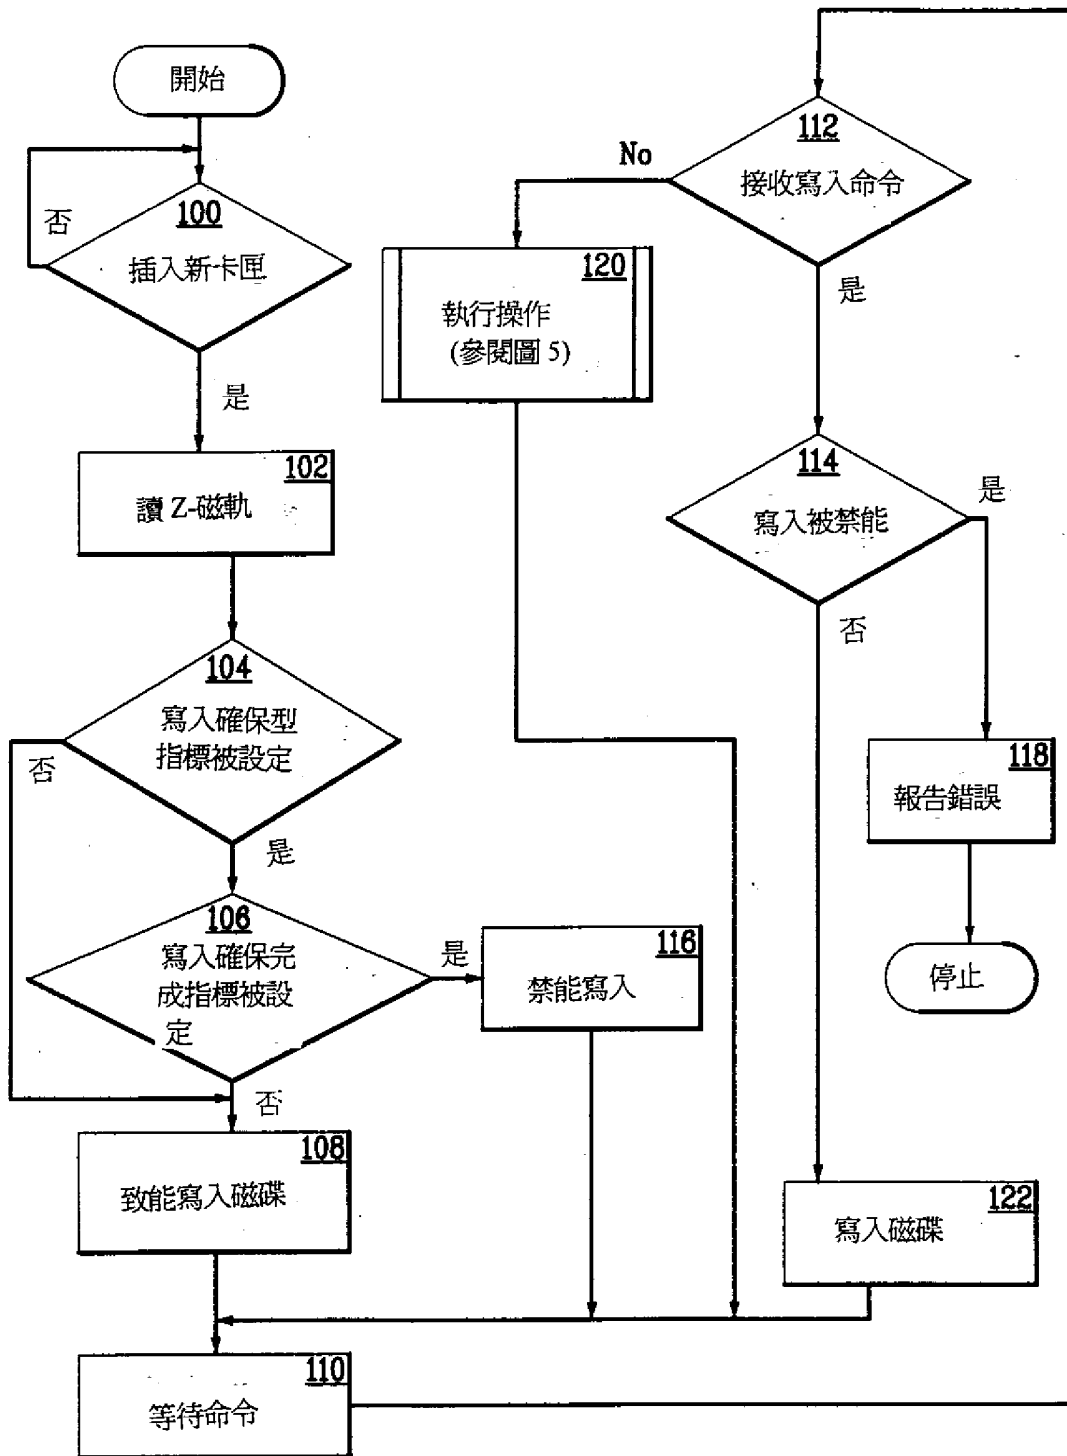 開始
100
插入新卡匣
否
是
102
讀 Z-磁軌
104
寫入確保型
指標被設定
否
是
106
寫入確保完
成指標被設
定
是
否
116
禁能寫入
108
致能寫入磁碟
110
等待命令
112
接收寫入命令
No
是
120
執行操作
(參閱圖 5)
114
寫入被禁能
是
否
118
報告錯誤
停止
122
寫入磁碟